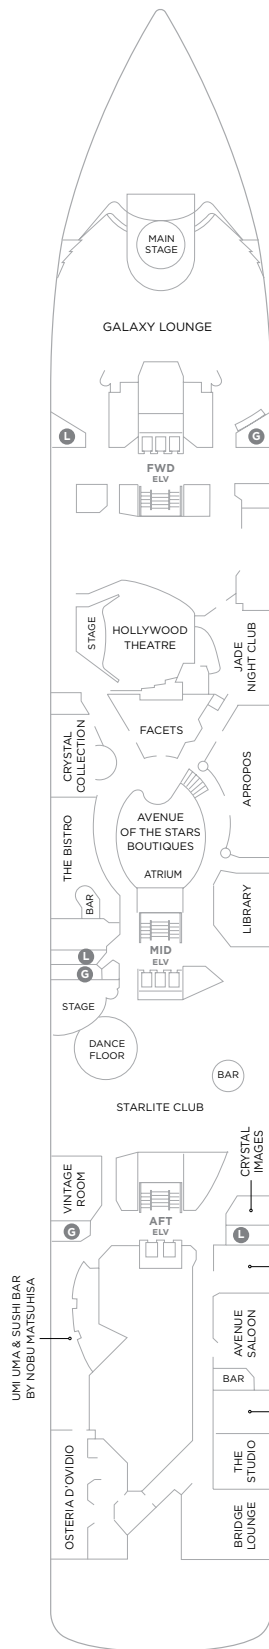 MAIN
STAGE
GALAXY LOUNGE
L
G
FWD
ELV
STAGE
HOLLYWOOD
THEATRE
JADE
NIGHT CLUB
FACETS
CRYSTAL
COLLECTION
APROPOS
AVENUE
OF THE STARS
BOUTIQUES
ATRIUM
THE BISTRO
BAR
LIBRARY
L
G
MID
ELV
STAGE
DANCE
FLOOR
BAR
STARLITE CLUB
VINTAGE
ROOM
CRYSTAL
IMAGES
G
AFT
ELV
L
UMI UMA & SUSHI BAR
BY NOBU MATSUHISA
AVENUE
SALOON
BAR
OSTERIA D'OVIDIO
THE
STUDIO
BRIDGE
LOUNGE